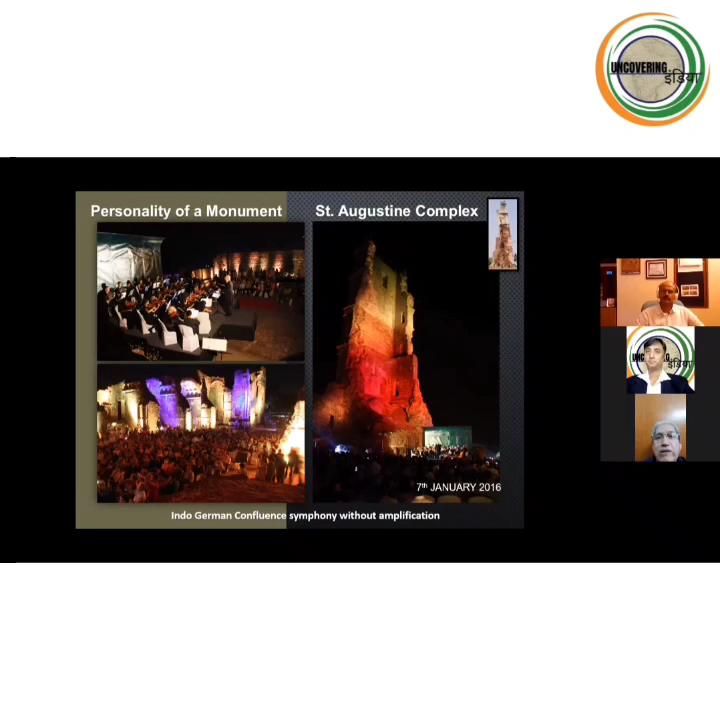 UNCOVERING
इंडिया
Personality of a Monument
St. Augustine Complex
7th JANUARY 2016
Indo German Confluence symphony without amplification
इंडिया